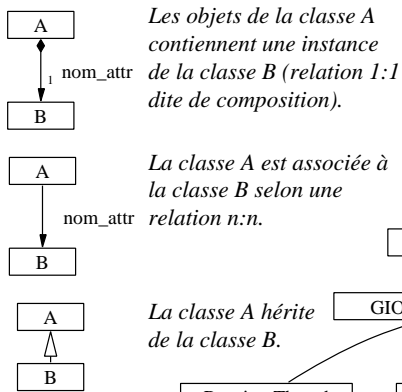 A
1 nom_attr
B
Les objets de la classe A
contiennent une instance
de la classe B (relation 1:1
dite de composition).
A
nom_attr
B
La classe A est associée à
la classe B selon une
relation n:n.
A
B
La classe A hérite
de la classe B.
GIO